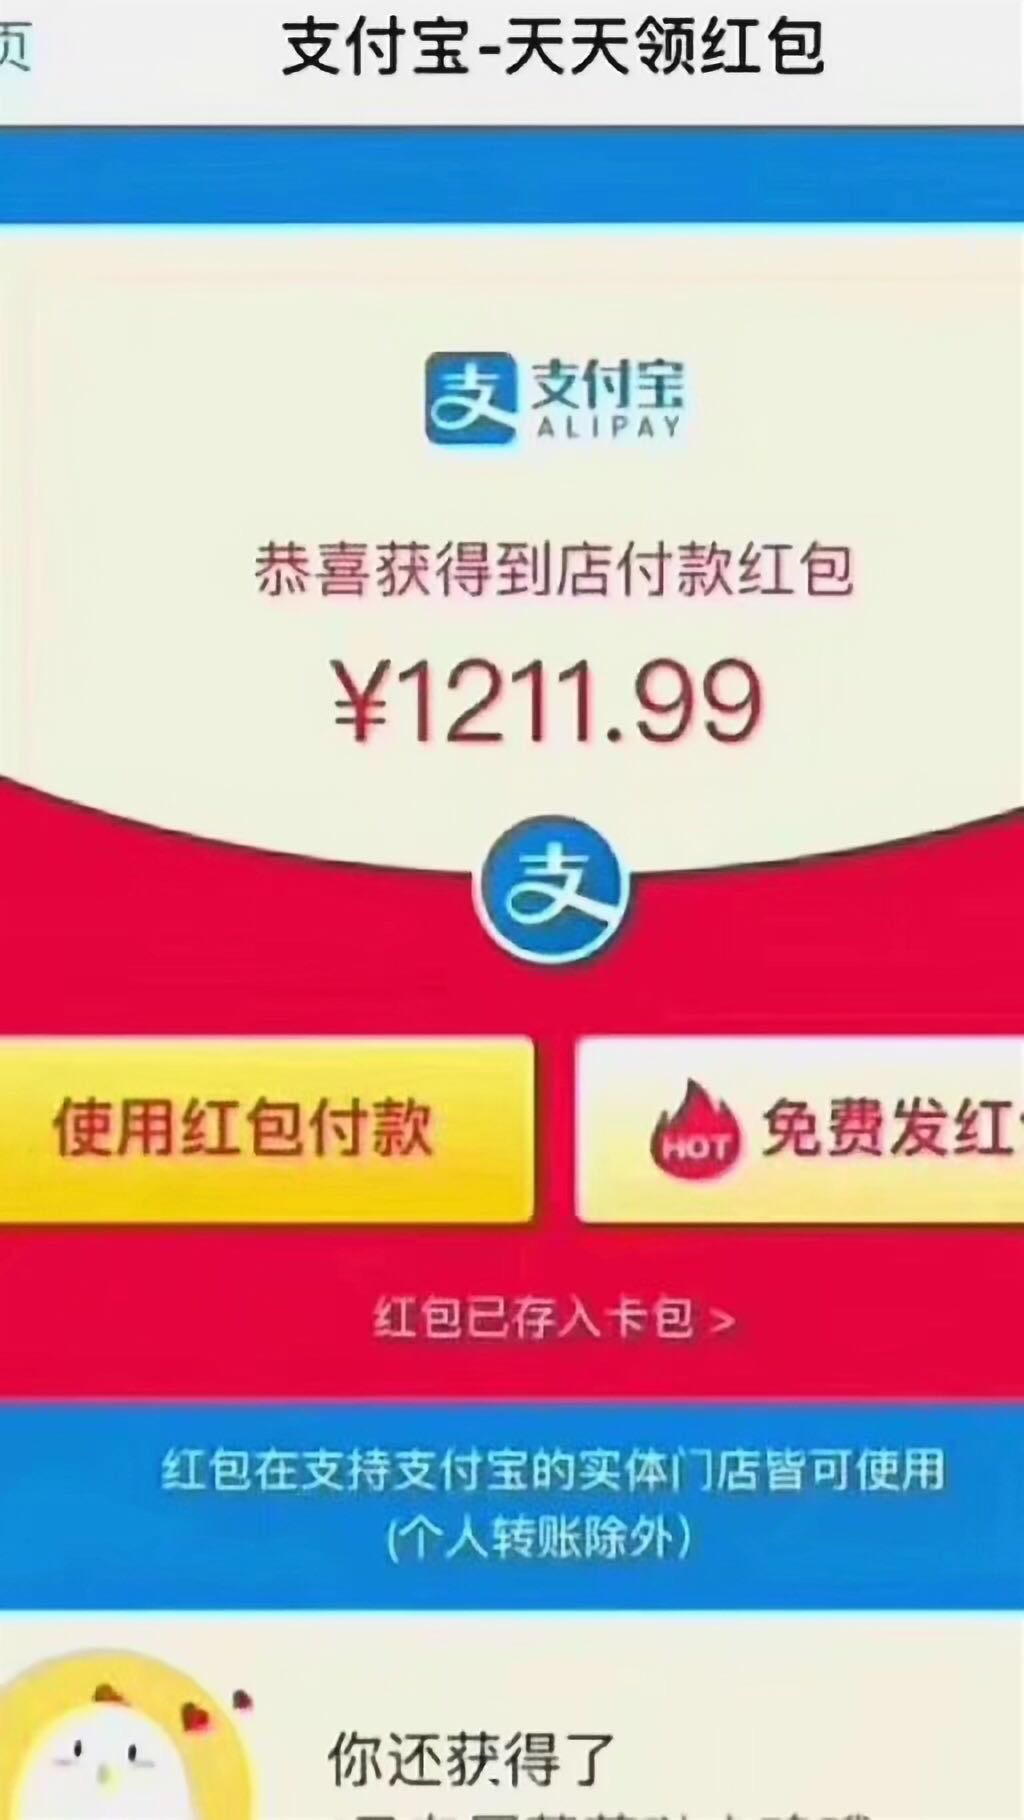 页
支付宝-天天领红包
支 支付宝
ALIPAY
恭喜获得到店付款红包
¥1211.99
支
使用红包付款
HOT 免费发红
红包已存入卡包 >
红包在支持支付宝的实体门店皆可使用
(个人转账除外)
你还获得了